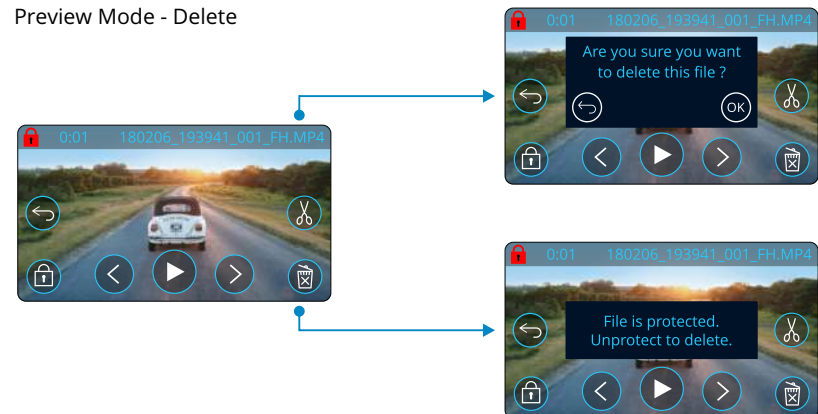 Preview Mode - Delete
0:01 180206_193941_001_FH.MP4
0:01 180206_193941_001_FH.MP4
Are you sure you want
to delete this file ?
OK
0:01 180206_193941_001_FH.MP4
File is protected.
Unprotect to delete.